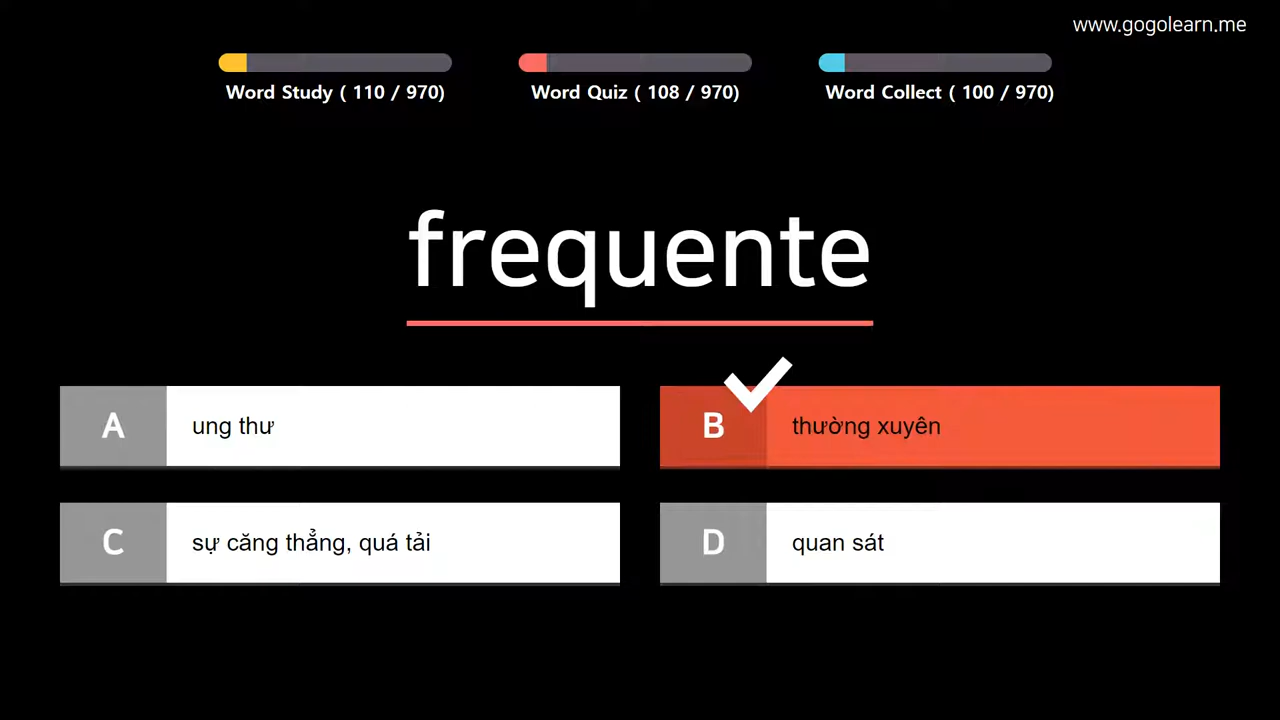 www.gogolearn.me
Word Study ( 110 / 970)
Word Quiz ( 108 / 970)
Word Collect ( 100 / 970)
frequente
A
ung thư
B
thường xuyên
C
sự căng thẳng, quá tải
D
quan sát